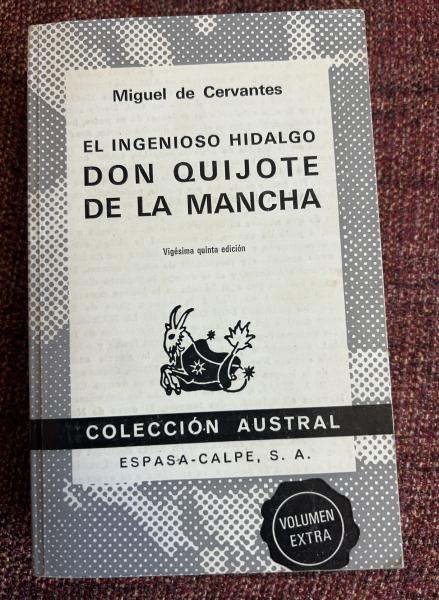 Miguel de Cervantes
EL INGENIOSO HIDALGO
DON QUIJOTE
DE LA MANCHA
Vigésima quinta edición
COLECCIÓN AUSTRAL
ESPASA-CALPE, S. A.
VOLUMEN
EXTRA